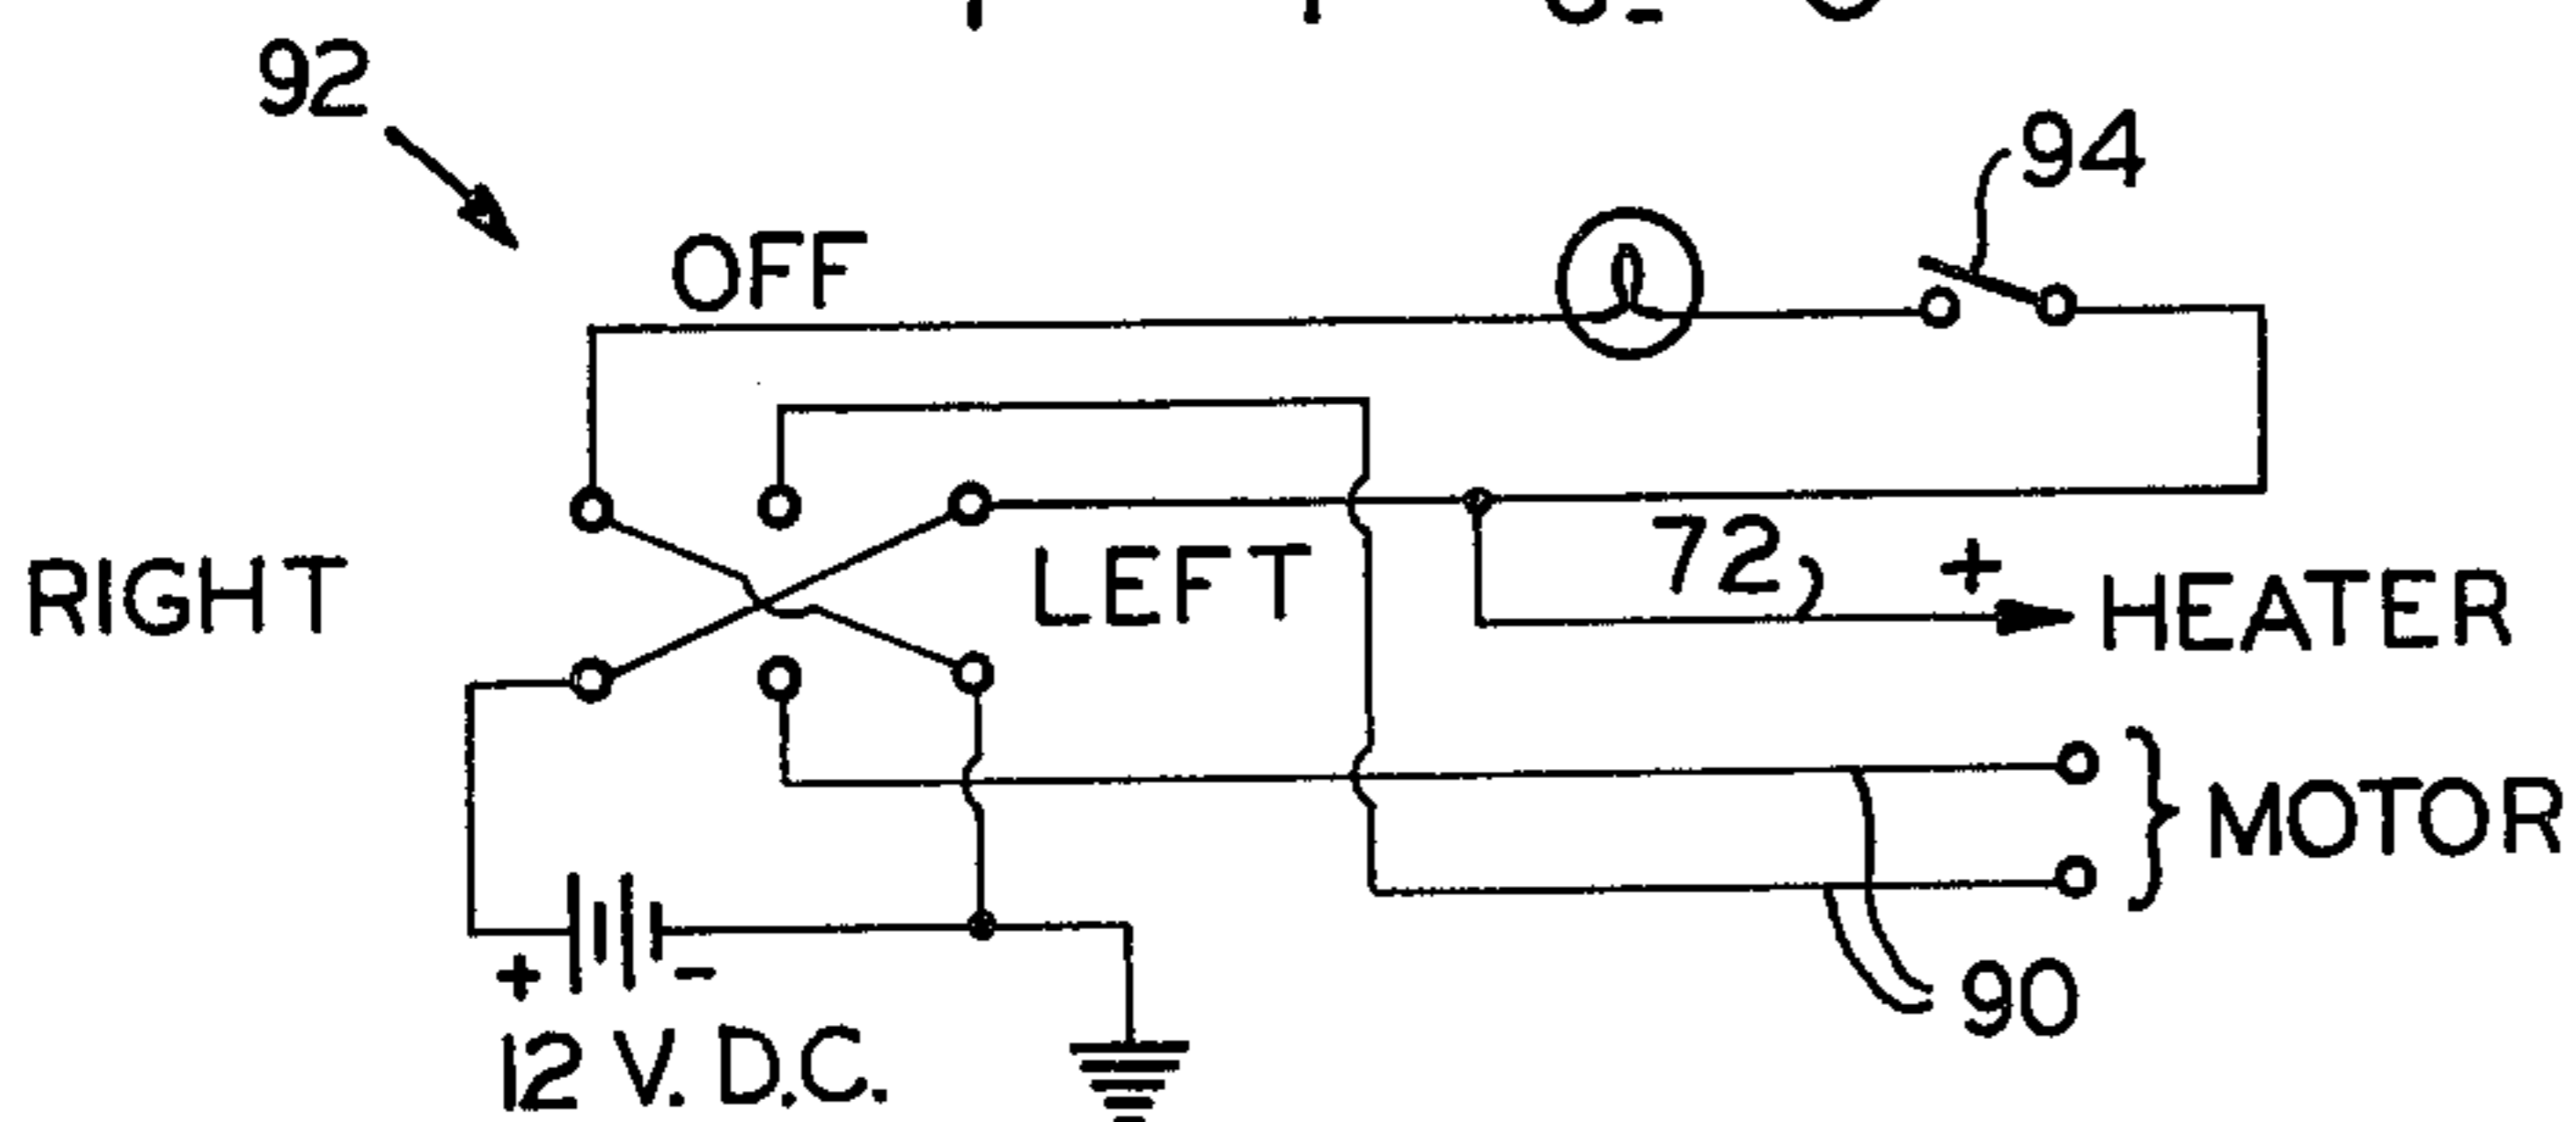 92
94
OFF
RIGHT
LEFT
72
+
HEATER
MOTOR
+ -
90
12 V. D.C.